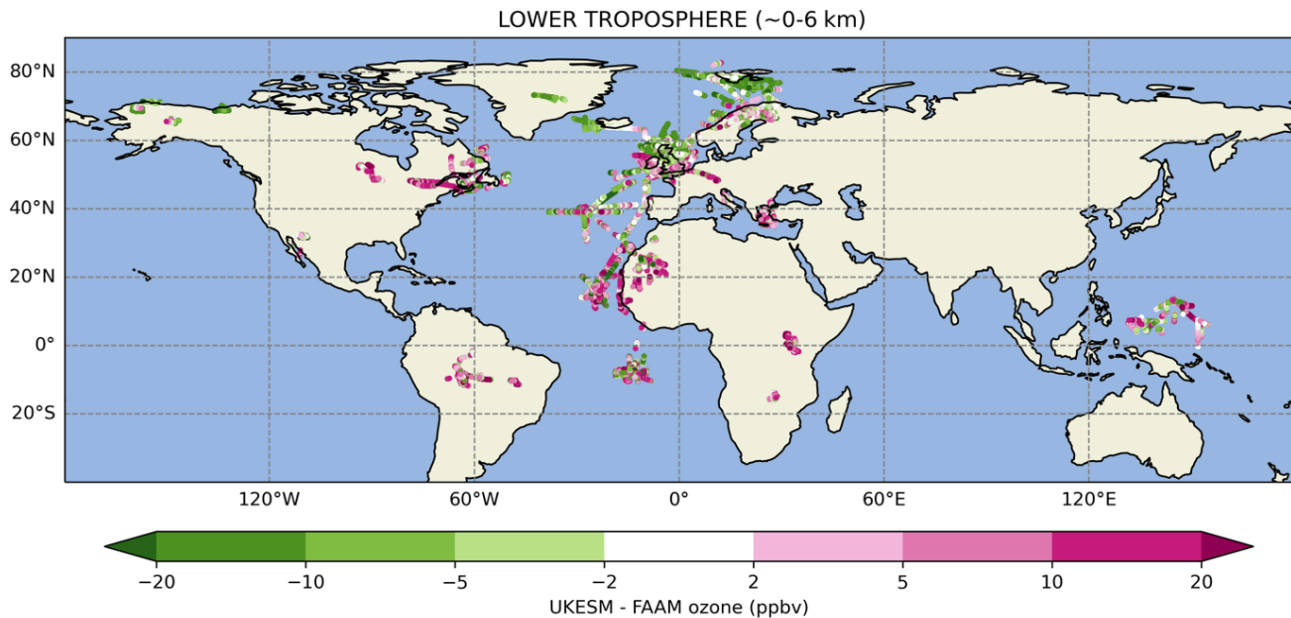 LOWER TROPOSPHERE (~0-6 km)
80°N
60°N
40°N
20°N
0°
20°S
120°W 60°W 0° 60°E 120°E
−20 −10 −5 −2 2 5 10 20
UKESM - FAAM ozone (ppbv)